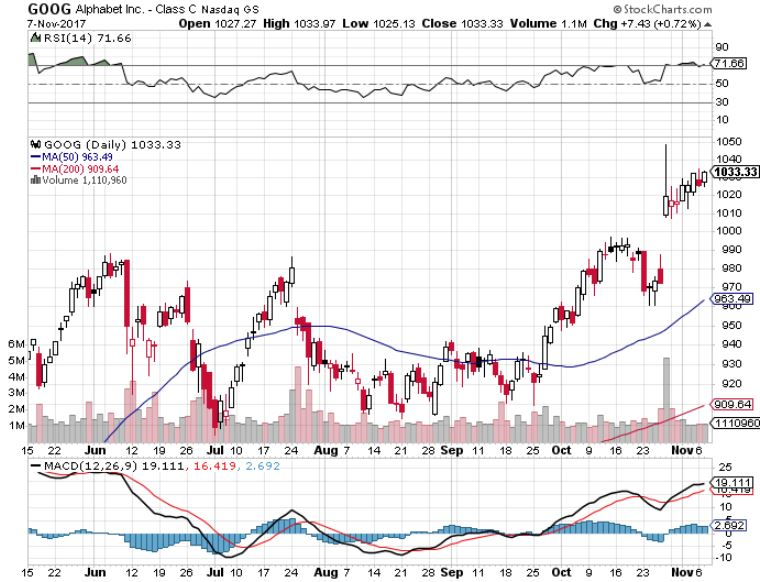 GOOG Alphabet Inc. - Class C Nasdaq GS © StockCharts.com
7-Nov-2017 Open 1027.27 High 1033.97 Low 1025.13 Close 1033.33 Volume 1.1M Chg +7.43 (+0.72%)
RSI(14) 71.66
90
71.66
50
30
10
GOOG (Daily) 1033.33
MA(50) 963.49
MA(200) 909.64
Volume 1,110,960
1050
1040
1033.33
1020
1010
1000
990
980
970
963.49
950
940
930
920
909.64
1110960
6M
5M
4M
3M
2M
1M
15 22 Jun 12 19 26 Jul 10 17 24 Aug 7 14 21 28 Sep 11 18 25 Oct 9 16 23 Nov 6
MACD(12,26,9) 19.111, 16.419, 2.692
25
19.111
16.419
10
5
2.692
-5
-10
15 22 Jun 12 19 26 Jul 10 17 24 Aug 7 14 21 28 Sep 11 18 25 Oct 9 16 23 Nov 6